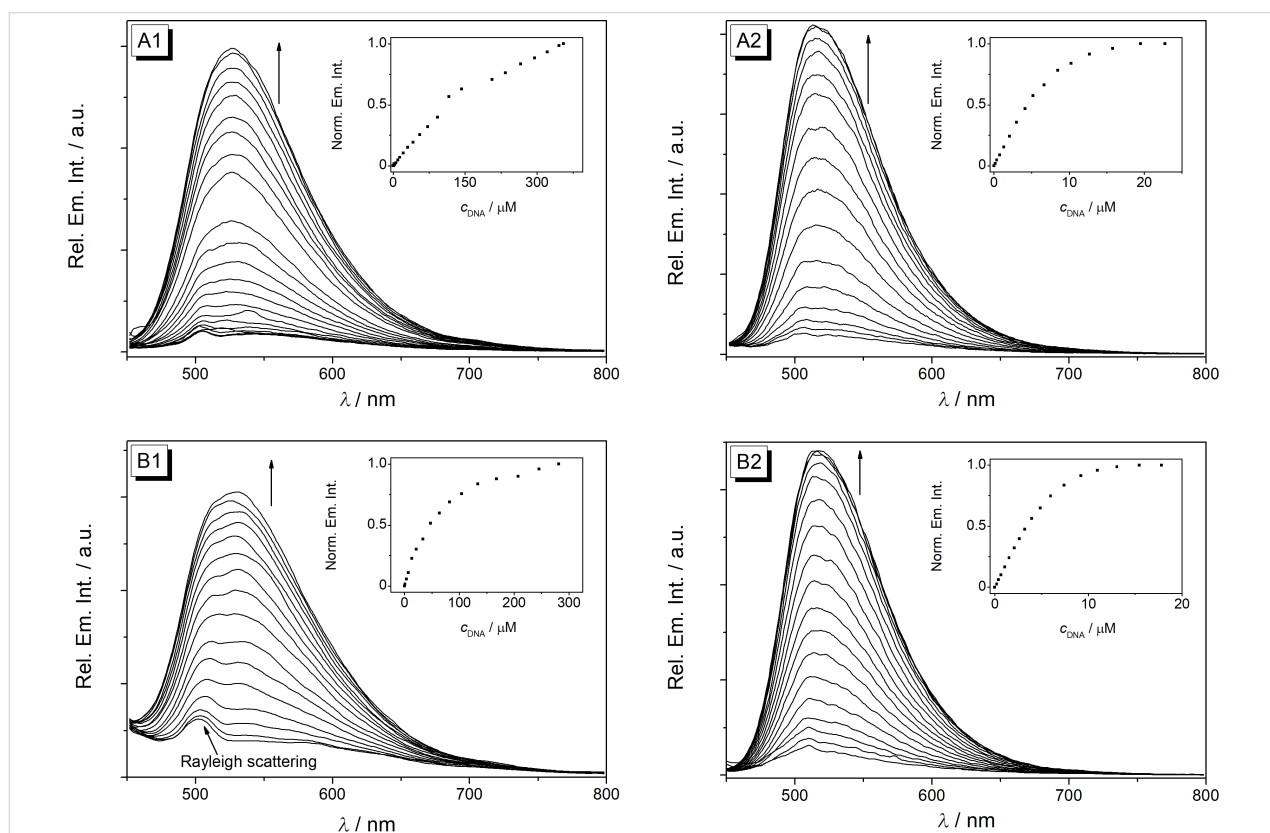 A1
Rel. Em. Int. / a.u.
500 600 700 800
λ / nm
Norm. Em. Int.
1.0
0.5
0
0 150 300
cDNA / μM
A2
Rel. Em. Int. / a.u.
500 600 700 800
λ / nm
Norm. Em. Int.
1.0
0.5
0
0 10 20
cDNA / μM
B1
Rel. Em. Int. / a.u.
Rayleigh scattering
500 600 700 800
λ / nm
Norm. Em. Int.
1.0
0.5
0
0 100 200 300
cDNA / μM
B2
Rel. Em. Int. / a.u.
500 600 700 800
λ / nm
Norm. Em. Int.
1.0
0.5
0
0 10 20
cDNA / μM